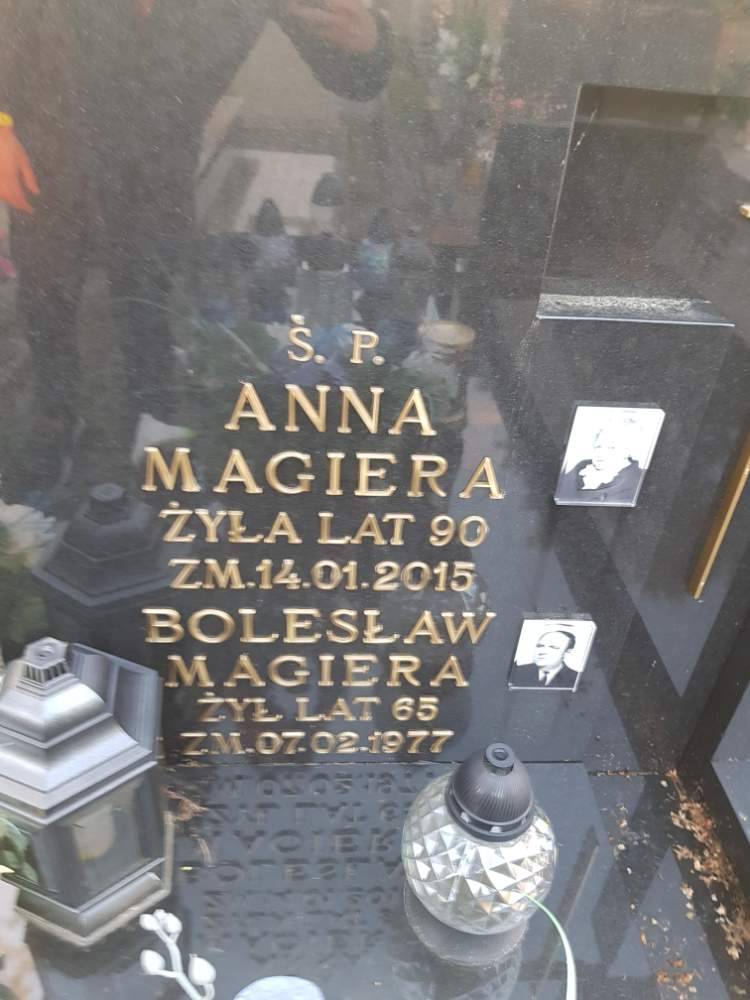 Ś. P.
ANNA
MAGIERA
ŻYŁA LAT 90
ZM. 14.01.2015
BOLESŁAW
MAGIERA
ŻYŁ LAT 65
ZM. 07.02.1977